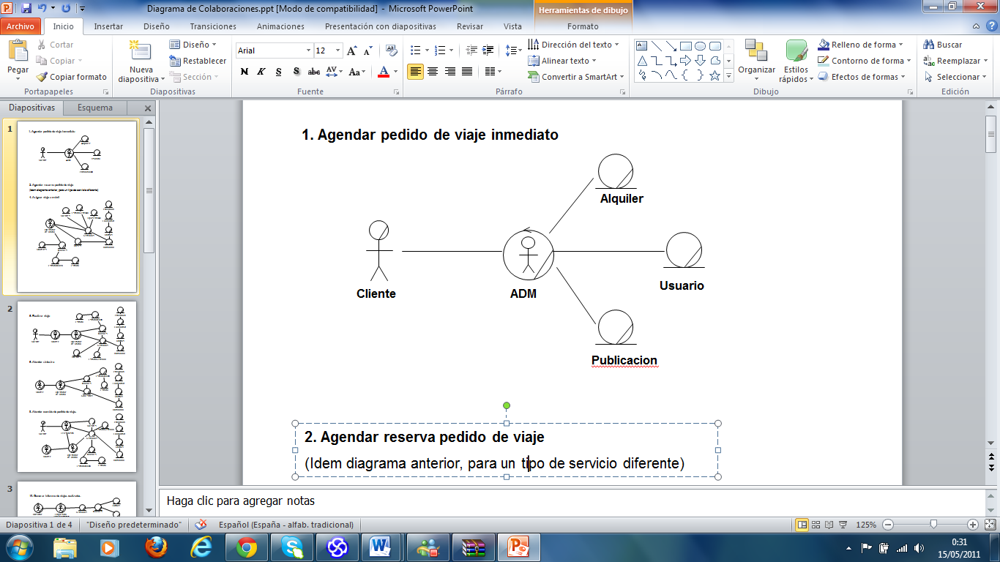 Diagrama de Colaboraciones.ppt [Modo de compatibilidad] - Microsoft PowerPoint
Herramientas de dibujo
Archivo Inicio Insertar Diseño Transiciones Animaciones Presentación con diapositivas Revisar Vista Formato
Pegar
Cortar
Copiar
Copiar formato
Portapapeles
Nueva diapositiva
Diseño
Restablecer
Sección
Diapositivas
Arial 12
N K S S abc AV Aa A
Fuente
Dirección del texto
Alinear texto
Convertir a SmartArt
Párrafo
Organizar
Estilos rápidos
Relleno de forma
Contorno de forma
Efectos de formas
Dibujo
Buscar
Reemplazar
Seleccionar
Edición
Diapositivas Esquema
1
2
3
1. Agendar pedido de viaje inmediato
Alquiler
Cliente
ADM
Usuario
Publicacion
2. Agendar reserva pedido de viaje
(Idem diagrama anterior, para un tipo de servicio diferente)
Haga clic para agregar notas
Diapositiva 1 de 4 "Diseño predeterminado" Español (España - alfab. tradicional) 125%
0:31
15/05/2011